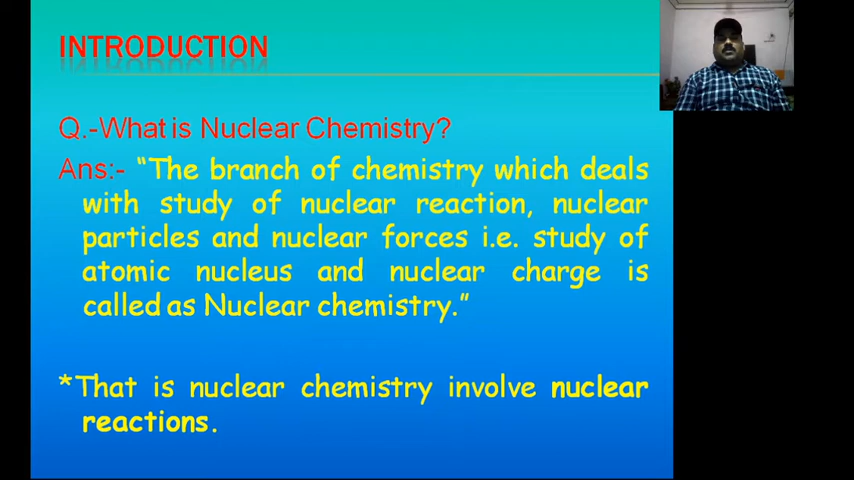 INTRODUCTION
Q.-What is Nuclear Chemistry?
Ans:- “The branch of chemistry which deals
with study of nuclear reaction, nuclear
particles and nuclear forces i.e. study of
atomic nucleus and nuclear charge is
called as Nuclear chemistry.”
*That is nuclear chemistry involve nuclear
reactions.